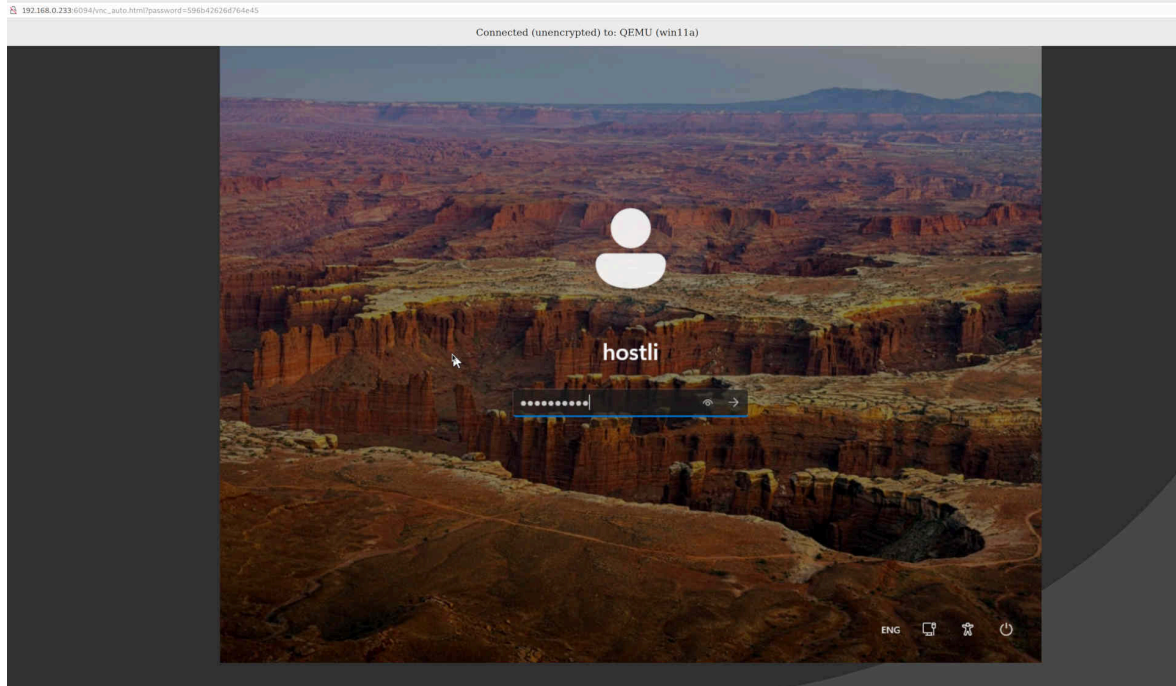 192.168.0.233:6094/vnc_auto.html?password=596b42626d764e45
Connected (unencrypted) to: QEMU (win11a)
hostli
ENG